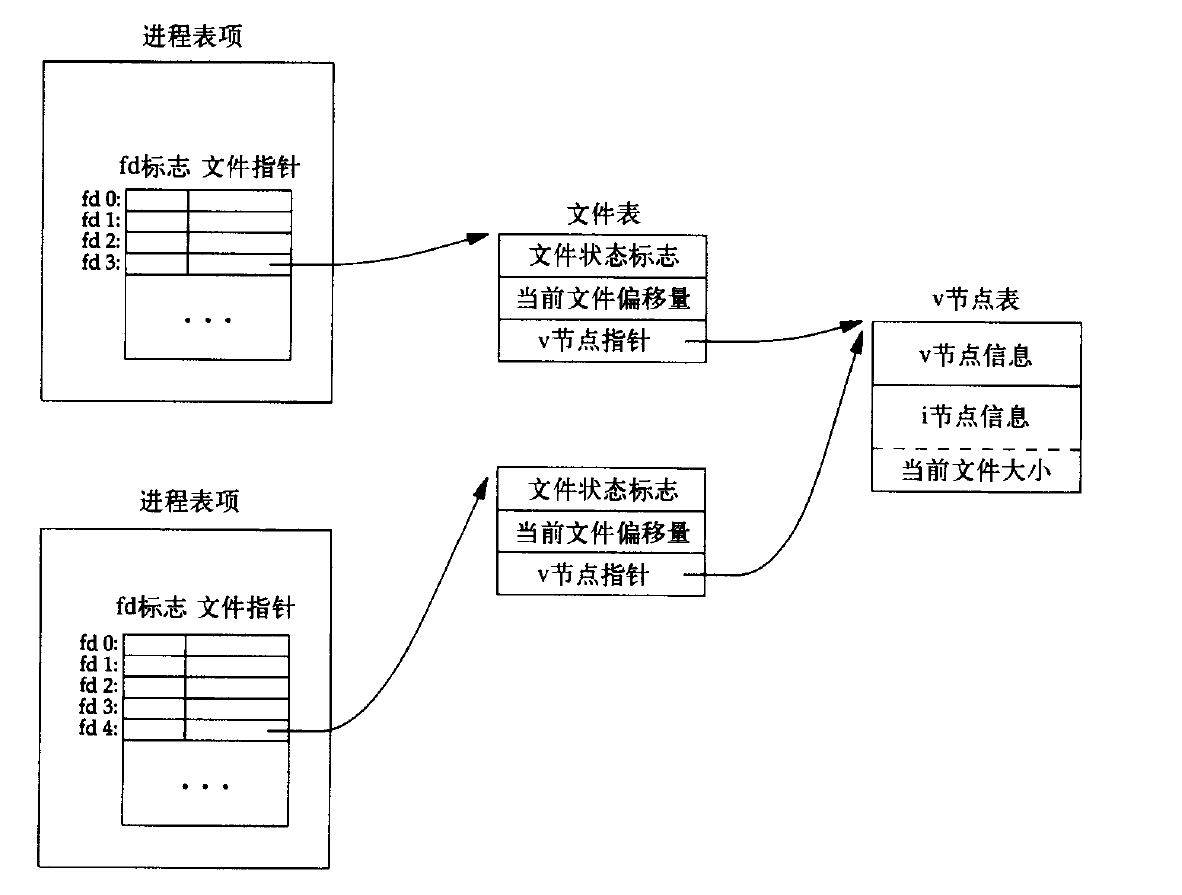 进程表项
fd标志 文件指针
fd 0:
fd 1:
fd 2:
fd 3:
. . .
文件表
文件状态标志
当前文件偏移量
v节点指针
v节点表
v节点信息
i节点信息
当前文件大小
进程表项
fd标志 文件指针
fd 0:
fd 1:
fd 2:
fd 3:
fd 4:
. . .
文件状态标志
当前文件偏移量
v节点指针